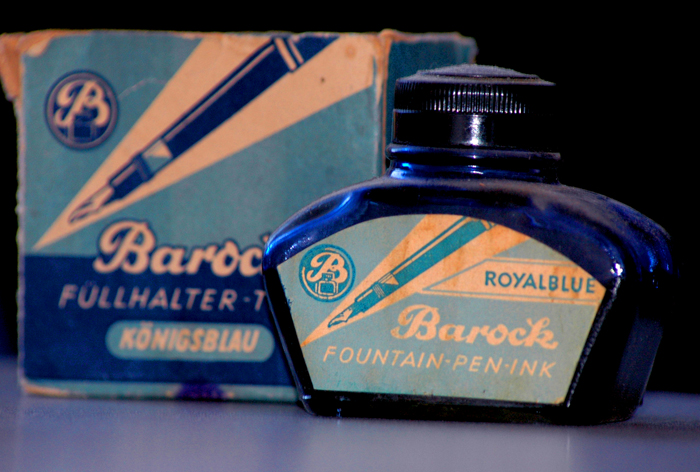 B
Barock
FÜLLHALTER-T
KÖNIGSBLAU
B
ROYALBLUE
Barock
FOUNTAIN-PEN-INK